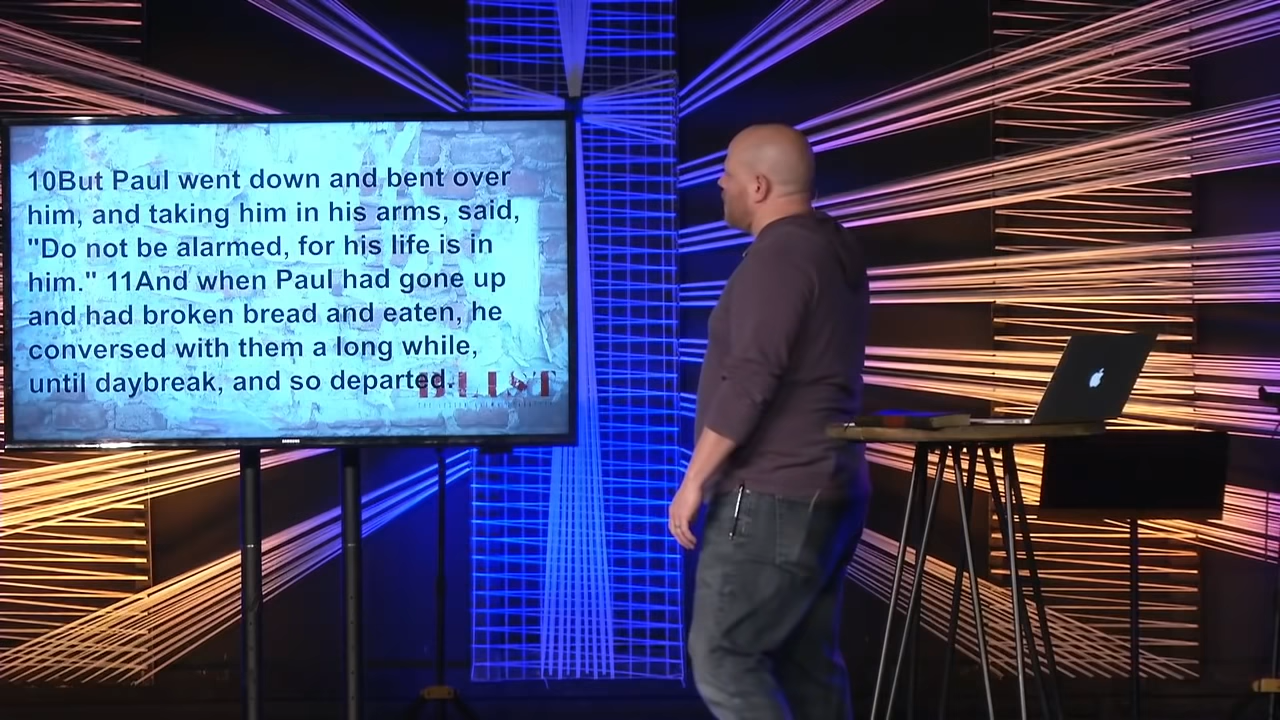 10But Paul went down and bent over
him, and taking him in his arms, said,
"Do not be alarmed, for his life is in
him." 11And when Paul had gone up
and had broken bread and eaten, he
conversed with them a long while,
until daybreak, and so departed.
BLUNT
SAMSUNG